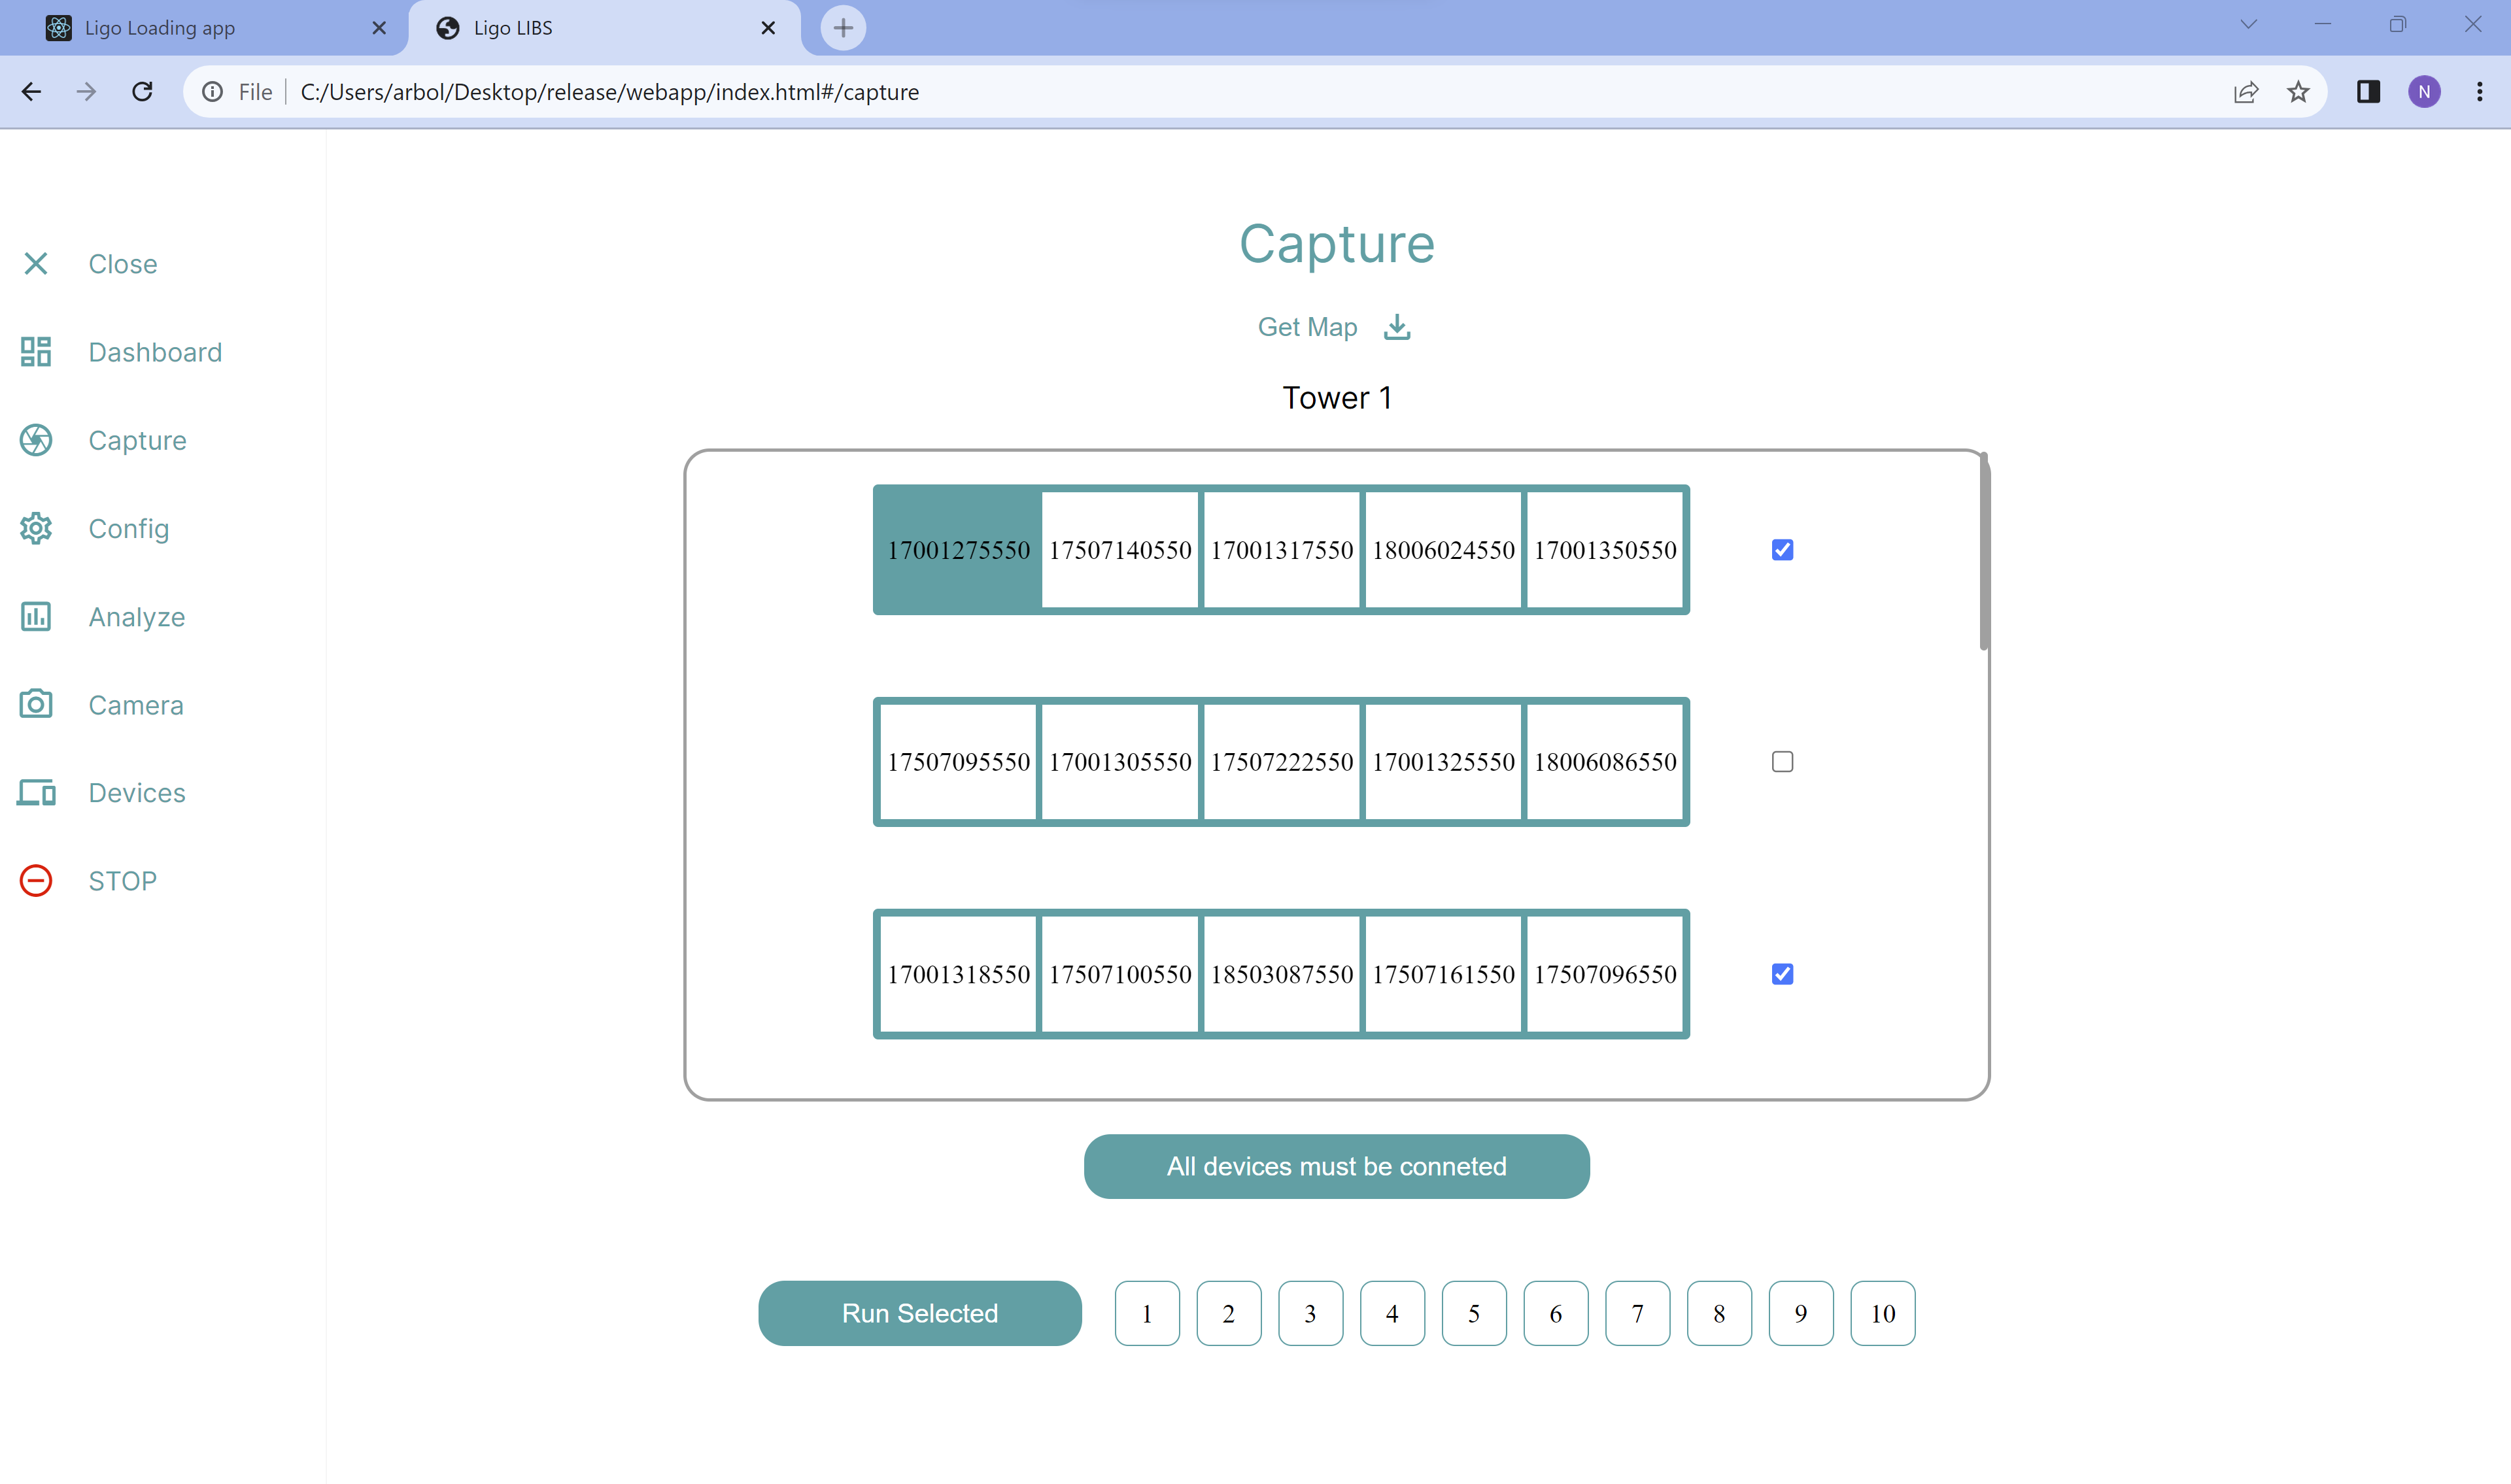 Ligo Loading app
Ligo LIBS
File
C:/Users/arbol/Desktop/release/webapp/index.html#/capture
N
Close
Dashboard
Capture
Config
Analyze
Camera
Devices
STOP
Capture
Get Map
Tower 1
17001275550 17507140550 17001317550 18006024550 17001350550
17507095550 17001305550 17507222550 17001325550 18006086550
17001318550 17507100550 18503087550 17507161550 17507096550
All devices must be conneted
Run Selected 1 2 3 4 5 6 7 8 9 10